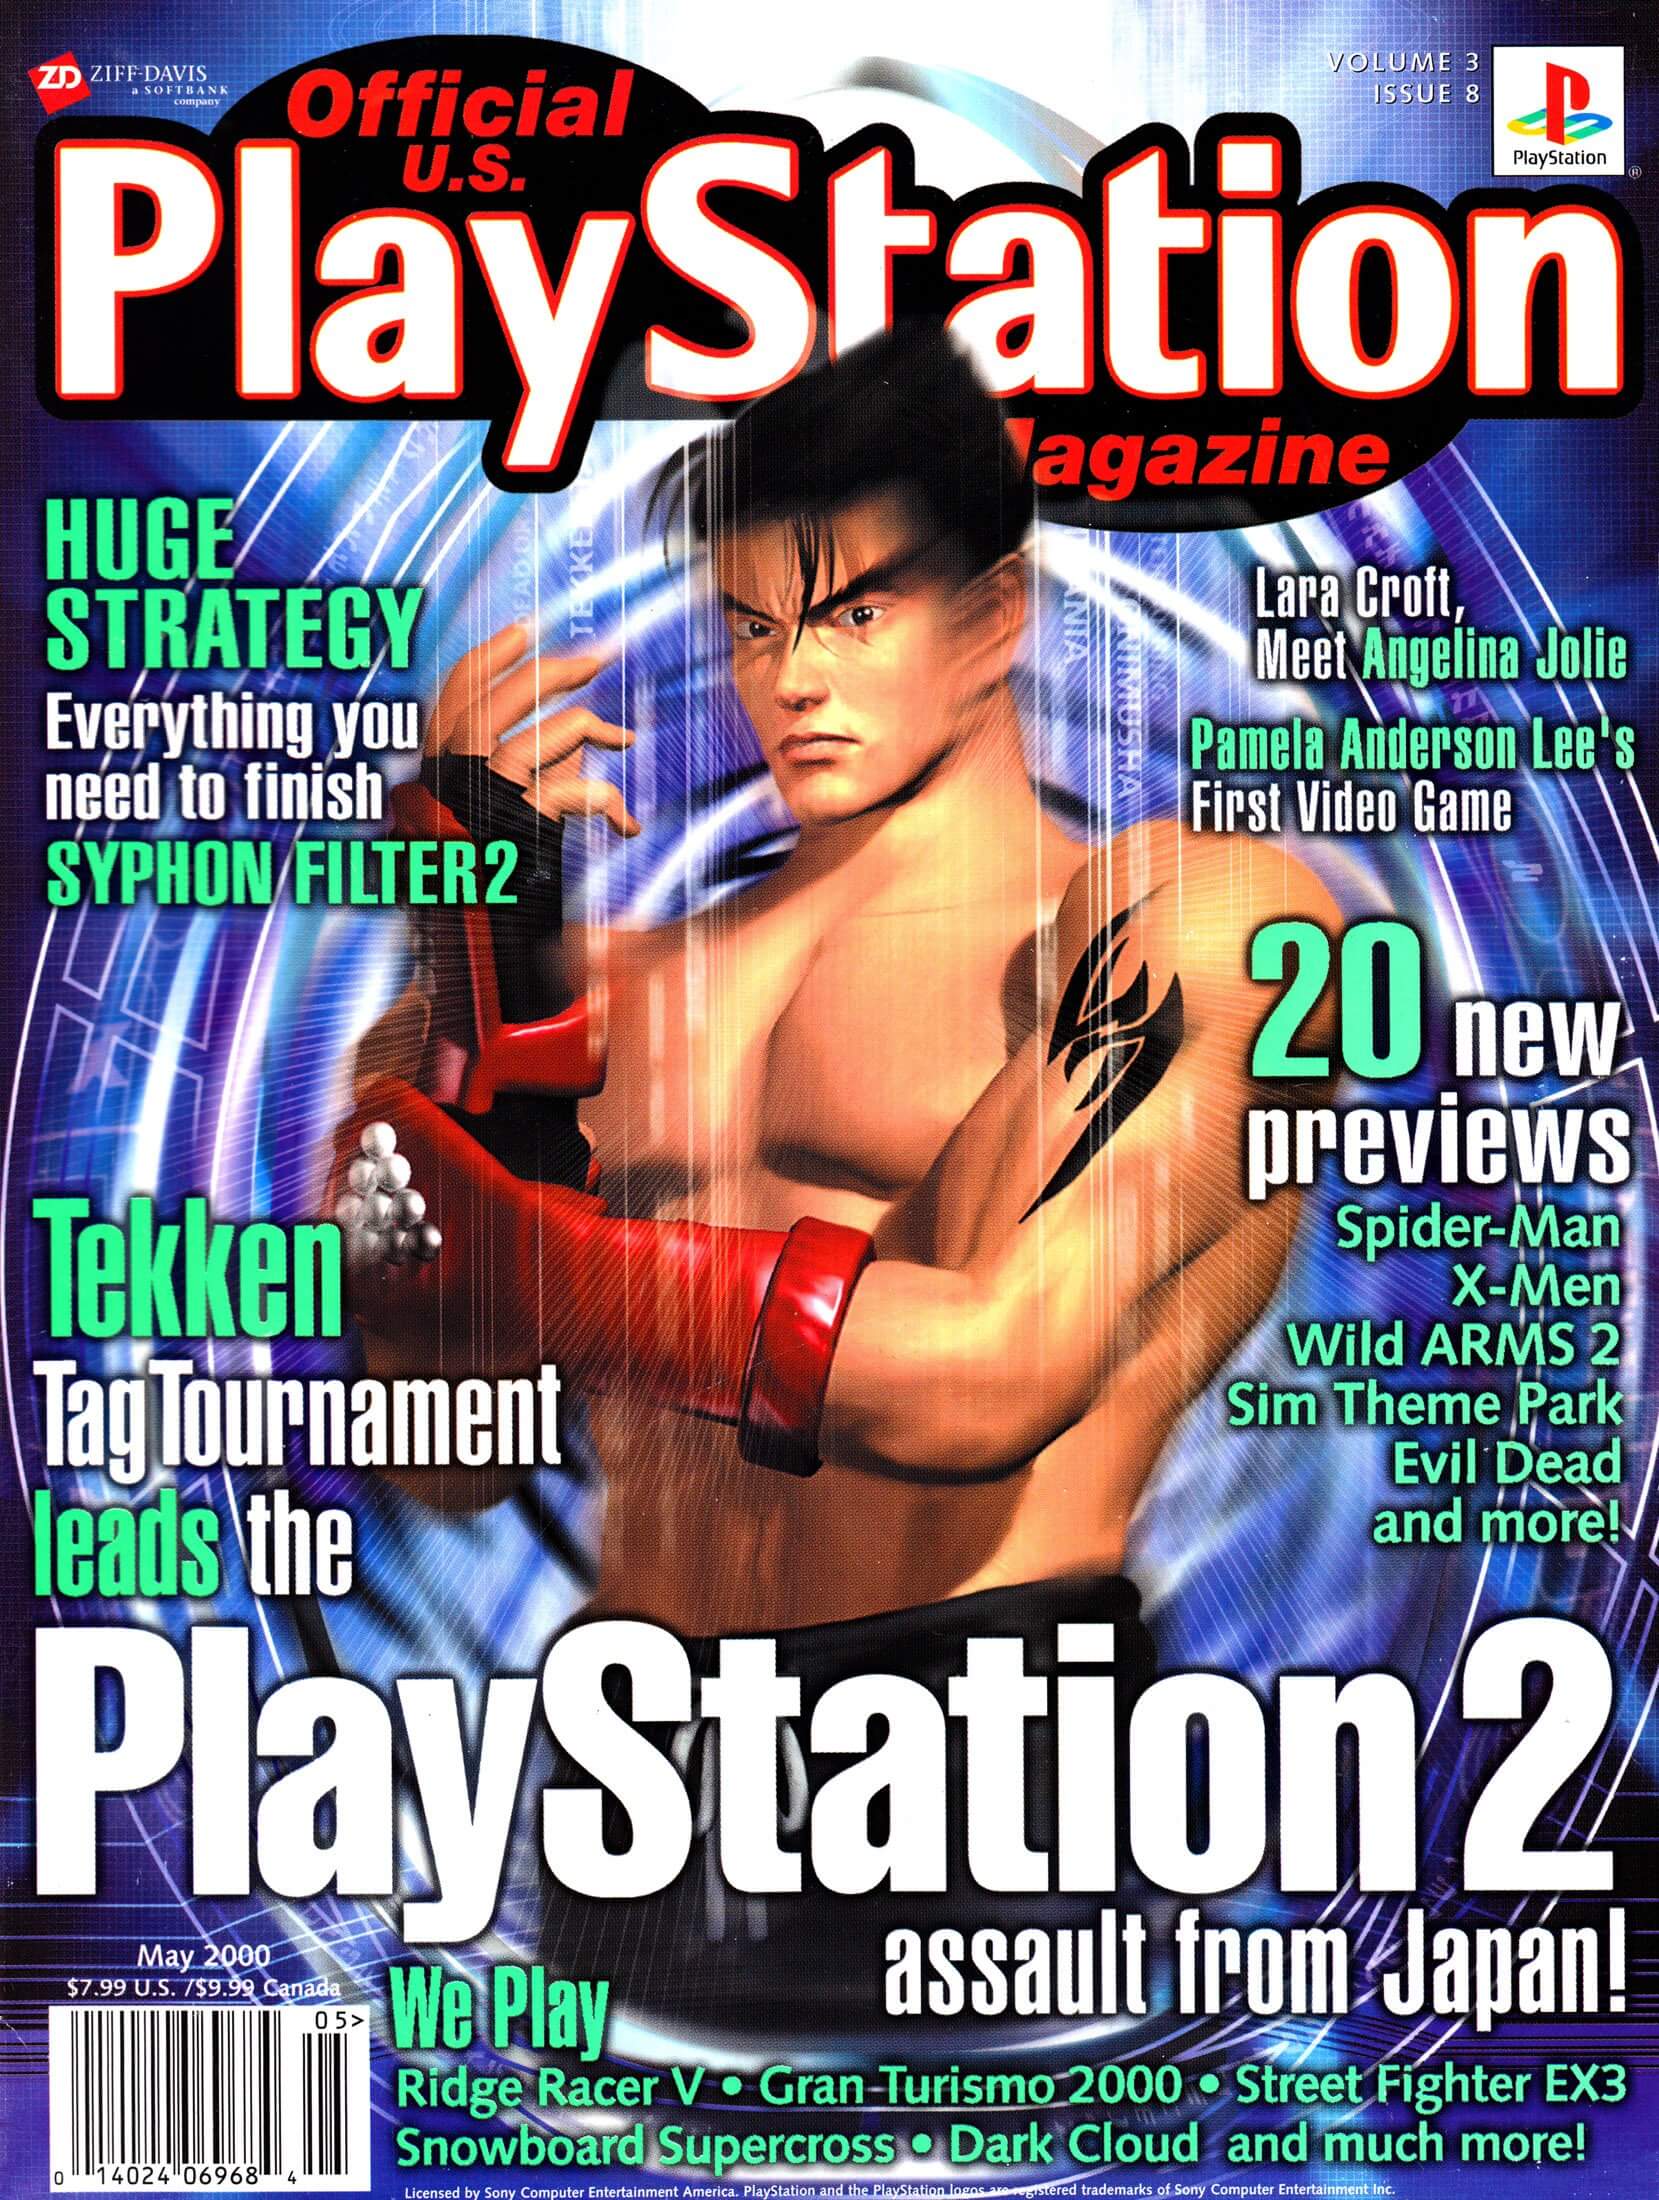 ZD ZIFF-DAVIS
a SOFTBANK
company
VOLUME 3
ISSUE 8
PlayStation
®
Official
U.S.
PlayStation
agazine
HUGE
STRATEGY
Everything you
need to finish
SYPHON FILTER 2
Lara Croft,
Meet Angelina Jolie
Pamela Anderson Lee's
First Video Game
20 new
previews
Spider-Man
X-Men
Wild ARMS 2
Sim Theme Park
Evil Dead
and more!
TEKKE
ANIA
ONIMUSHA
Tekken
Tag Tournament
leads the
PlayStation 2
assault from Japan!
May 2000
$7.99 U.S. /$9.99 Canada
05>
0 14024 06968 4
We Play
Ridge Racer V • Gran Turismo 2000 • Street Fighter EX3
Snowboard Supercross • Dark Cloud and much more!
Licensed by Sony Computer Entertainment America. PlayStation and the PlayStation logos are registered trademarks of Sony Computer Entertainment Inc.